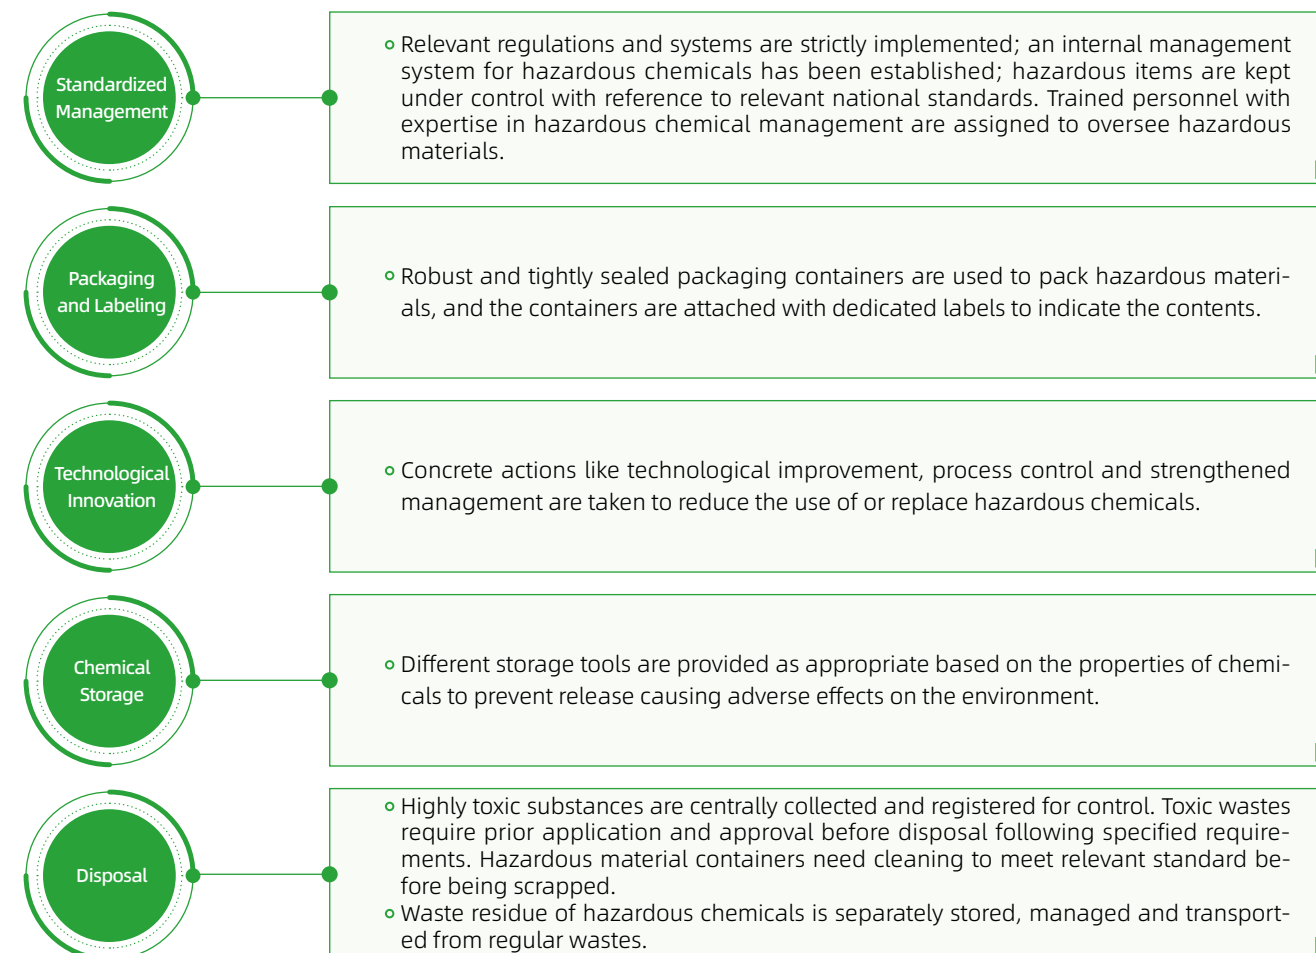 Standardized
Management
Relevant regulations and systems are strictly implemented; an internal management
system for hazardous chemicals has been established; hazardous items are kept
under control with reference to relevant national standards. Trained personnel with
expertise in hazardous chemical management are assigned to oversee hazardous
materials.
Packaging
and Labeling
Robust and tightly sealed packaging containers are used to pack hazardous materi-
als, and the containers are attached with dedicated labels to indicate the contents.
Technological
Innovation
Concrete actions like technological improvement, process control and strengthened
management are taken to reduce the use of or replace hazardous chemicals.
Chemical
Storage
Different storage tools are provided as appropriate based on the properties of chemi-
cals to prevent release causing adverse effects on the environment.
Disposal
Highly toxic substances are centrally collected and registered for control. Toxic wastes
require prior application and approval before disposal following specified require-
ments. Hazardous material containers need cleaning to meet relevant standard be-
fore being scrapped.
Waste residue of hazardous chemicals is separately stored, managed and transport-
ed from regular wastes.